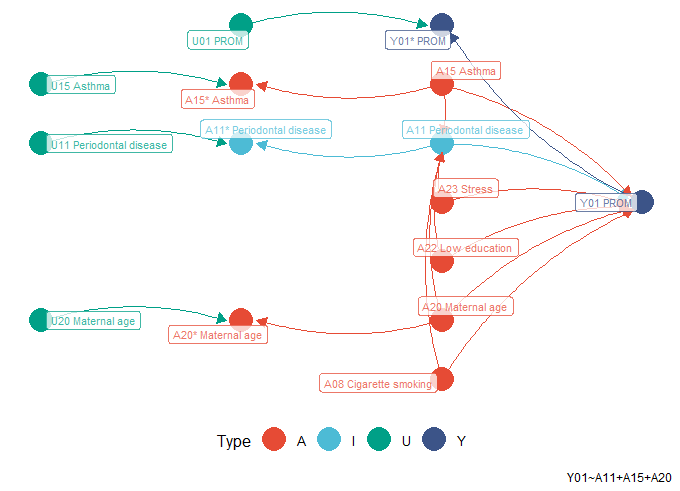 U01 PROM
Y01* PROM
A15 Asthma
U15 Asthma
A15* Asthma
A11* Periodontal disease
A11 Periodontal disease
U11 Periodontal disease
A23 Stress
Y01 PROM
A22 Low education
A20 Maternal age
U20 Maternal age
A20* Maternal age
A08 Cigarette smoking
Type A I U Y
Y01~A11+A15+A20